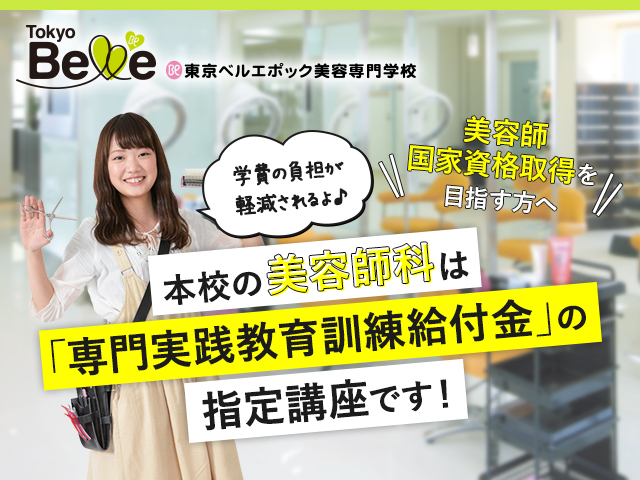 Tokyo
Belle
BE 東京ベルエポック美容専門学校
学費の負担が
軽減されるよ♪
美容師
国家資格取得を
目指す方へ
本校の美容師科は
「専門実践教育訓練給付金」の
指定講座です!